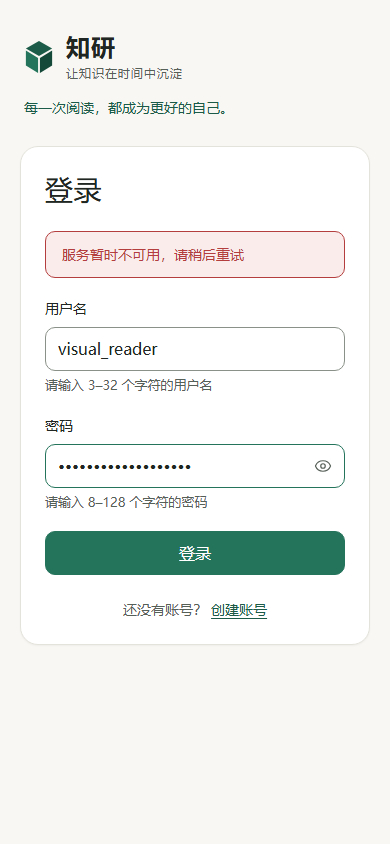 知研
让知识在时间中沉淀
每一次阅读，都成为更好的自己。
登录
服务暂时不可用，请稍后重试
用户名
visual_reader
请输入 3–32 个字符的用户名
密码
•••••••••••••••••••
请输入 8–128 个字符的密码
登录
还没有账号？ 创建账号